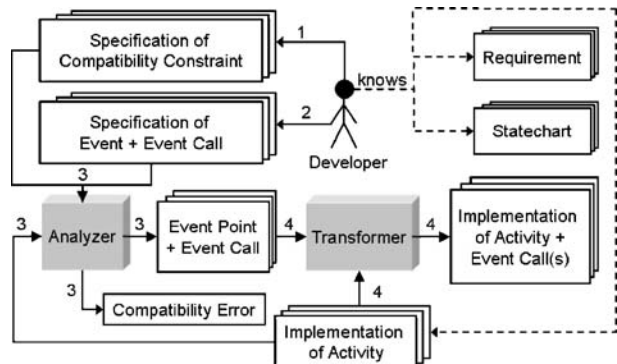 Specification of
Compatibility Constraint
1
Requirement
knows
Specification of
Event + Event Call
2
Statechart
Developer
3
3
Analyzer
3
Event Point
+ Event Call
4
Transformer
4
Implementation
of Activity +
Event Call(s)
3
Compatibility Error
4
Implementation
of Activity